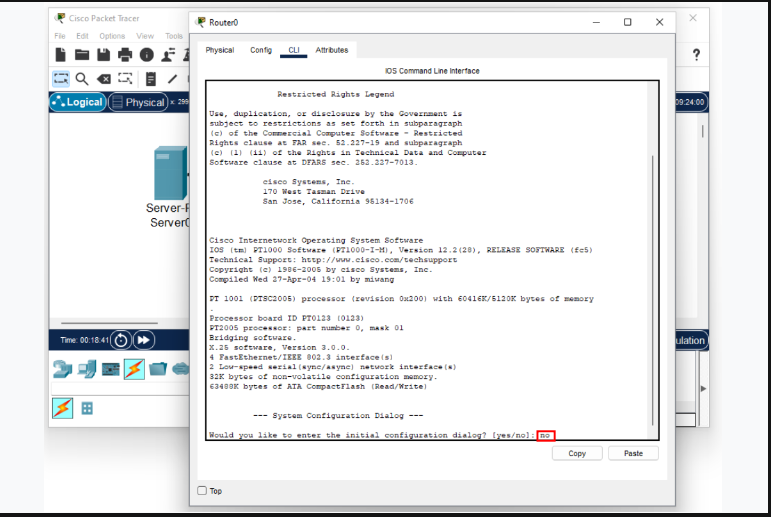 Cisco Packet Tracer
File Edit Options View Tools
Logical Physical x: 299
09:24:00
Server-P
Server0
Time: 00:18:41
ulation
Router0
Physical Config CLI Attributes
IOS Command Line Interface
Restricted Rights Legend
Use, duplication, or disclosure by the Government is
subject to restrictions as set forth in subparagraph
(c) of the Commercial Computer Software - Restricted
Rights clause at FAR sec. 52.227-19 and subparagraph
(c) (1) (ii) of the Rights in Technical Data and Computer
Software clause at DFARS sec. 252.227-7013.
cisco Systems, Inc.
170 West Tasman Drive
San Jose, California 95134-1706
Cisco Internetwork Operating System Software
IOS (tm) PT1000 Software (PT1000-I-M), Version 12.2(28), RELEASE SOFTWARE (fc5)
Technical Support: http://www.cisco.com/techsupport
Copyright (c) 1986-2005 by cisco Systems, Inc.
Compiled Wed 27-Apr-04 19:01 by miwang
PT 1001 (PTSC2005) processor (revision 0x200) with 60416K/5120K bytes of memory
.
Processor board ID PT0123 (0123)
PT2005 processor: part number 0, mask 01
Bridging software.
X.25 software, Version 3.0.0.
4 FastEthernet/IEEE 802.3 interface(s)
2 Low-speed serial(sync/async) network interface(s)
32K bytes of non-volatile configuration memory.
63488K bytes of ATA CompactFlash (Read/Write)
--- System Configuration Dialog ---
Would you like to enter the initial configuration dialog? [yes/no]: no
Copy Paste
Top